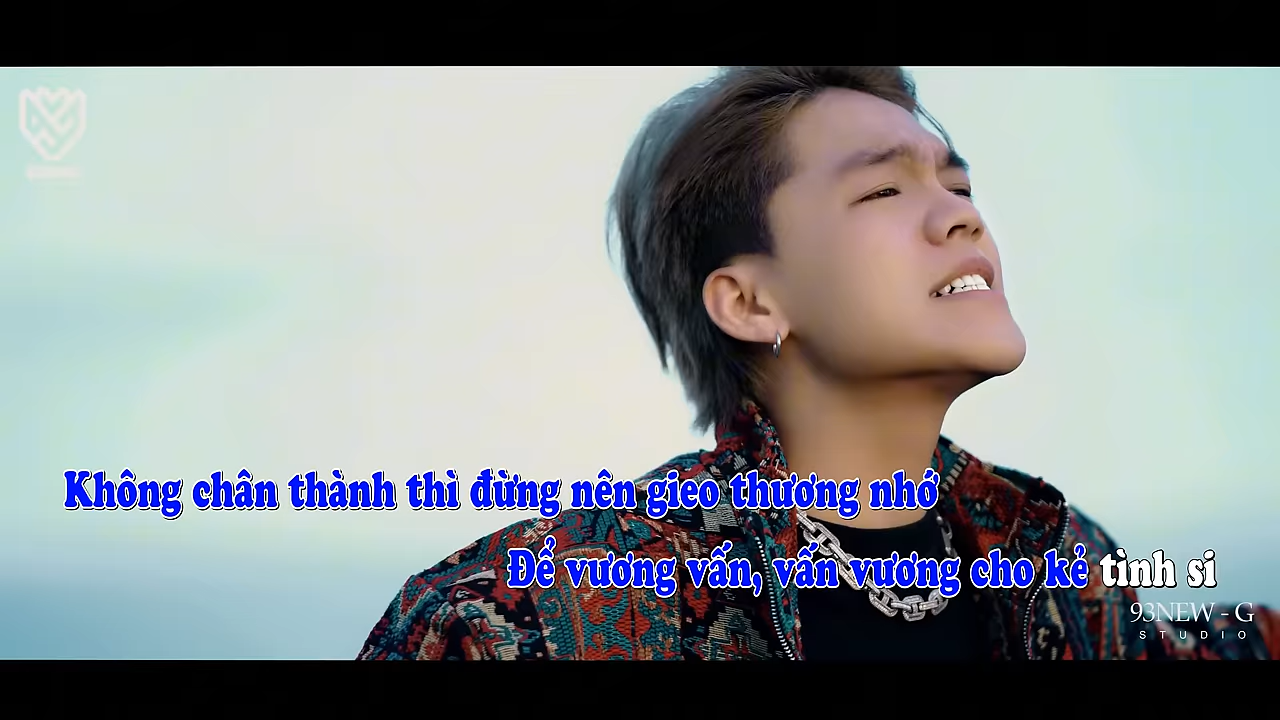 Không chân thành thì đừng nên gieo thương nhớ
Để vương vấn, vấn vương cho kẻ tình si
93NEW - G
STUDIO